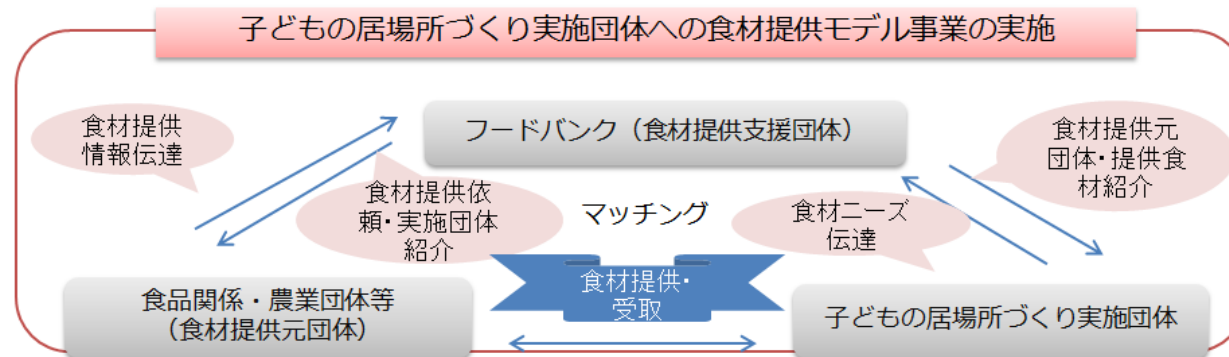 子どもの居場所づくり実施団体への食材提供モデル事業の実施
食材提供
情報伝達
フードバンク（食材提供支援団体）
食材提供元
団体・提供食
材紹介
食材提供依
頼・実施団体
紹介
マッチング
食材ニーズ
伝達
食材提供・
受取
食品関係・農業団体等
（食材提供元団体）
子どもの居場所づくり実施団体